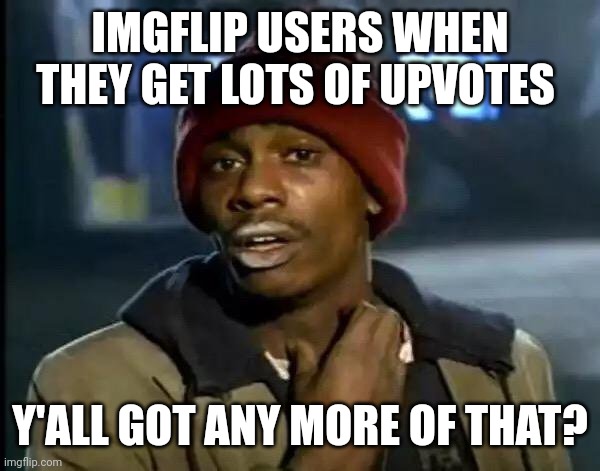 IMGFLIP USERS WHEN
THEY GET LOTS OF UPVOTES
Y'ALL GOT ANY MORE OF THAT?
imgflip.com